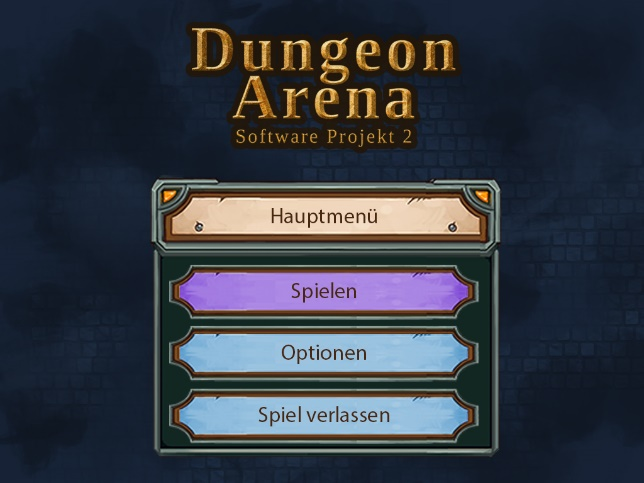 Dungeon
Arena
Software Projekt 2
Hauptmenü
Spielen
Optionen
Spiel verlassen